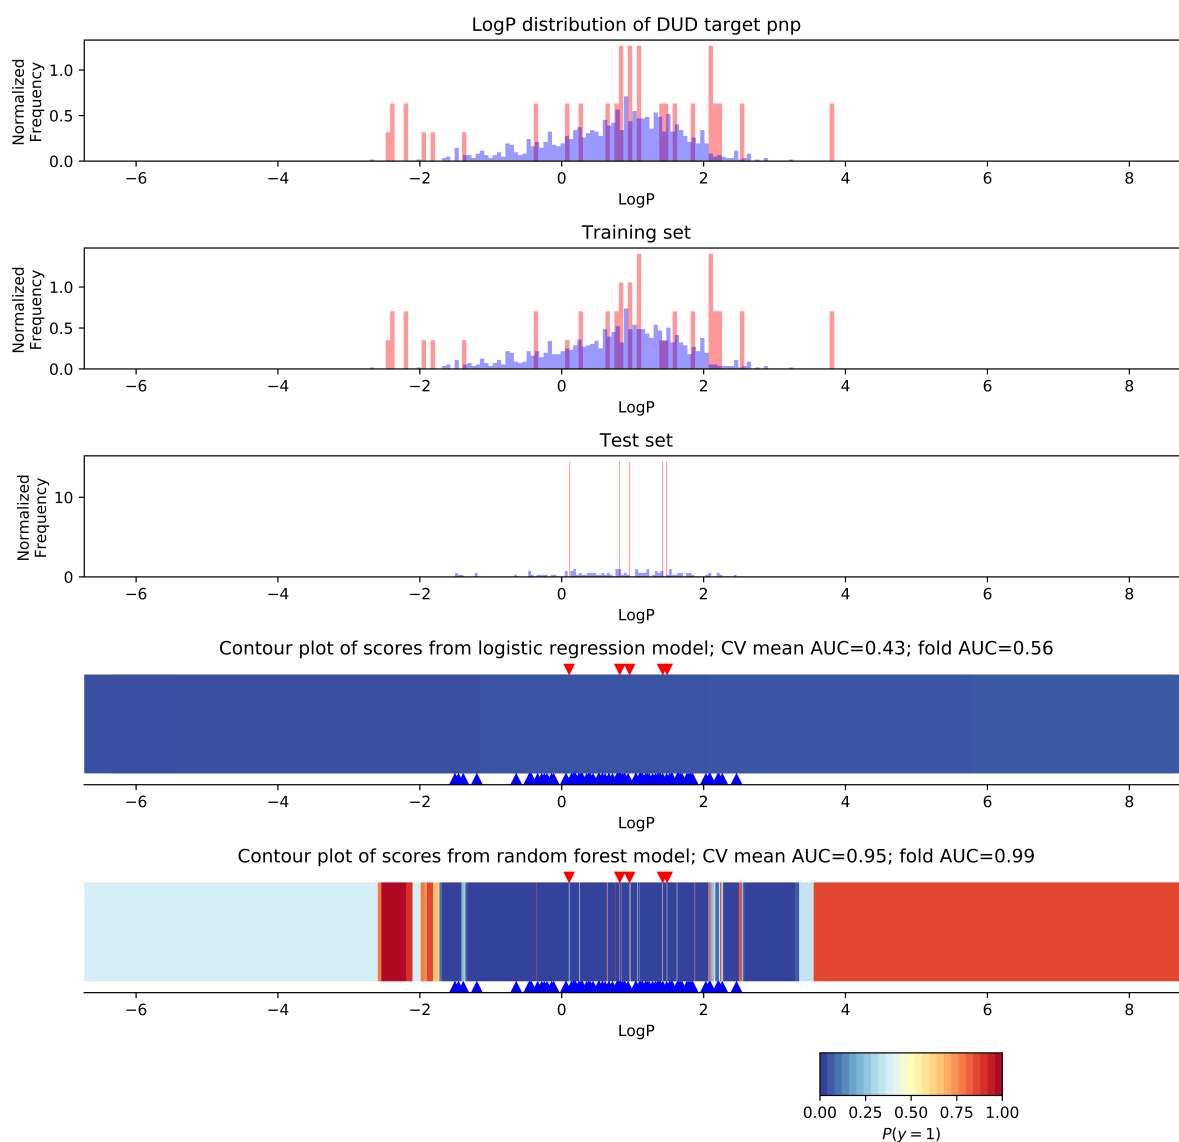 LogP distribution of DUD target pnp
Normalized
Frequency
1.0
0.5
0.0
−6 −4 −2 0 2 4 6 8
LogP
Training set
Normalized
Frequency
1.0
0.5
0.0
−6 −4 −2 0 2 4 6 8
LogP
Test set
Normalized
Frequency
10
0
−6 −4 −2 0 2 4 6 8
LogP
Contour plot of scores from logistic regression model; CV mean AUC=0.43; fold AUC=0.56
−6 −4 −2 0 2 4 6 8
LogP
Contour plot of scores from random forest model; CV mean AUC=0.95; fold AUC=0.99
−6 −4 −2 0 2 4 6 8
LogP
0.00 0.25 0.50 0.75 1.00
P(y = 1)